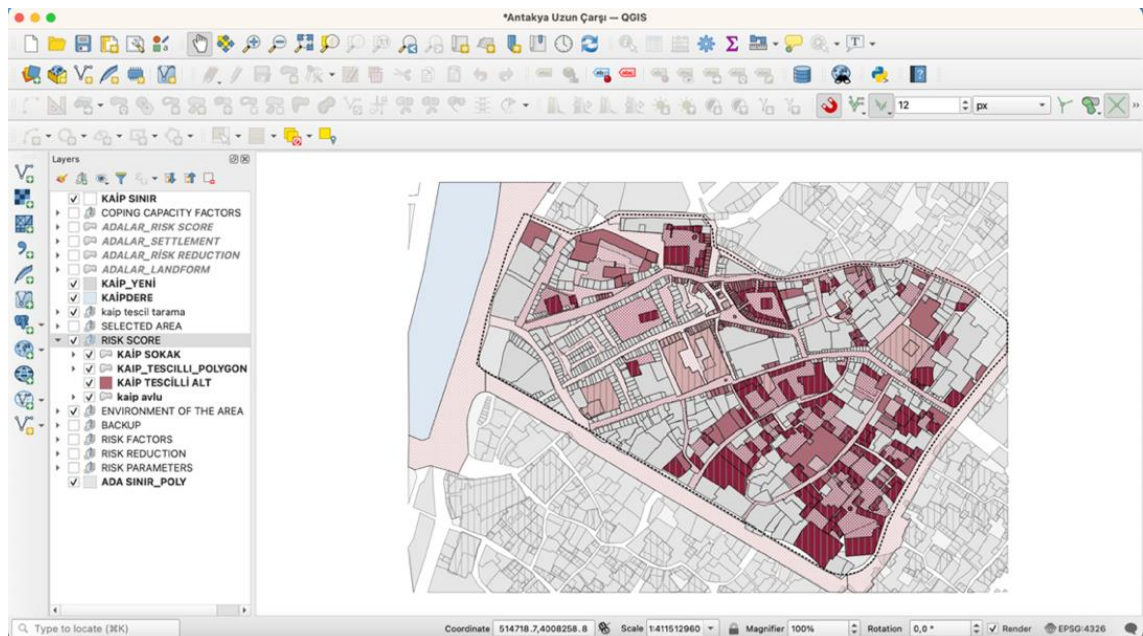 *Antakya Uzun Çarşı — QGIS
12
px
»
Layers
KAİP SINIR
COPING CAPACITY FACTORS
ADALAR_RISK SCORE
ADALAR_SETTLEMENT
ADALAR_RİSK REDUCTION
ADALAR_LANDFORM
KAİP_YENİ
KAİPDERE
kaip tescil tarama
SELECTED AREA
RISK SCORE
KAİP SOKAK
KAIP_TESCILLI_POLYGON
KAİP TESCİLLİ ALT
kaip avlu
ENVIRONMENT OF THE AREA
BACKUP
RISK FACTORS
RISK REDUCTION
RISK PARAMETERS
ADA SINIR_POLY
Type to locate (⌘K) Coordinate 514718.7,4008258.8 Scale 1:411512960 Magnifier 100% Rotation 0,0 ° Render EPSG:4326